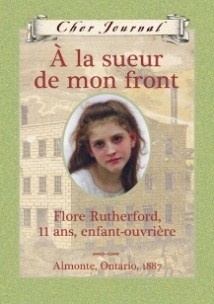 Cher Journal
À la sueur
de mon front
Flore Rutherford,
11 ans, enfant-ouvrière
Almonte, Ontario, 1887